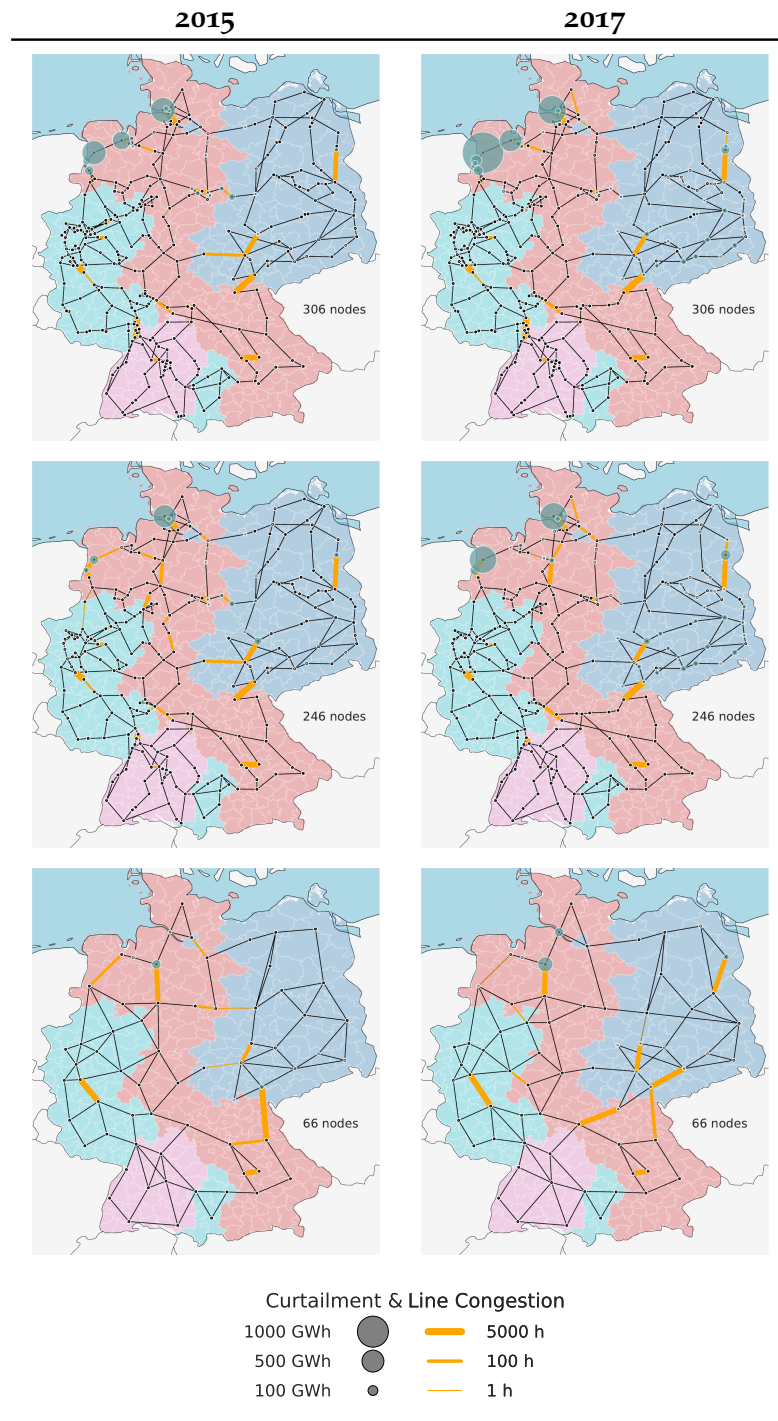 2015 2017
306 nodes 306 nodes
246 nodes 246 nodes
66 nodes 66 nodes
Curtailment & Line Congestion
1000 GWh 5000 h
500 GWh 100 h
100 GWh 1 h